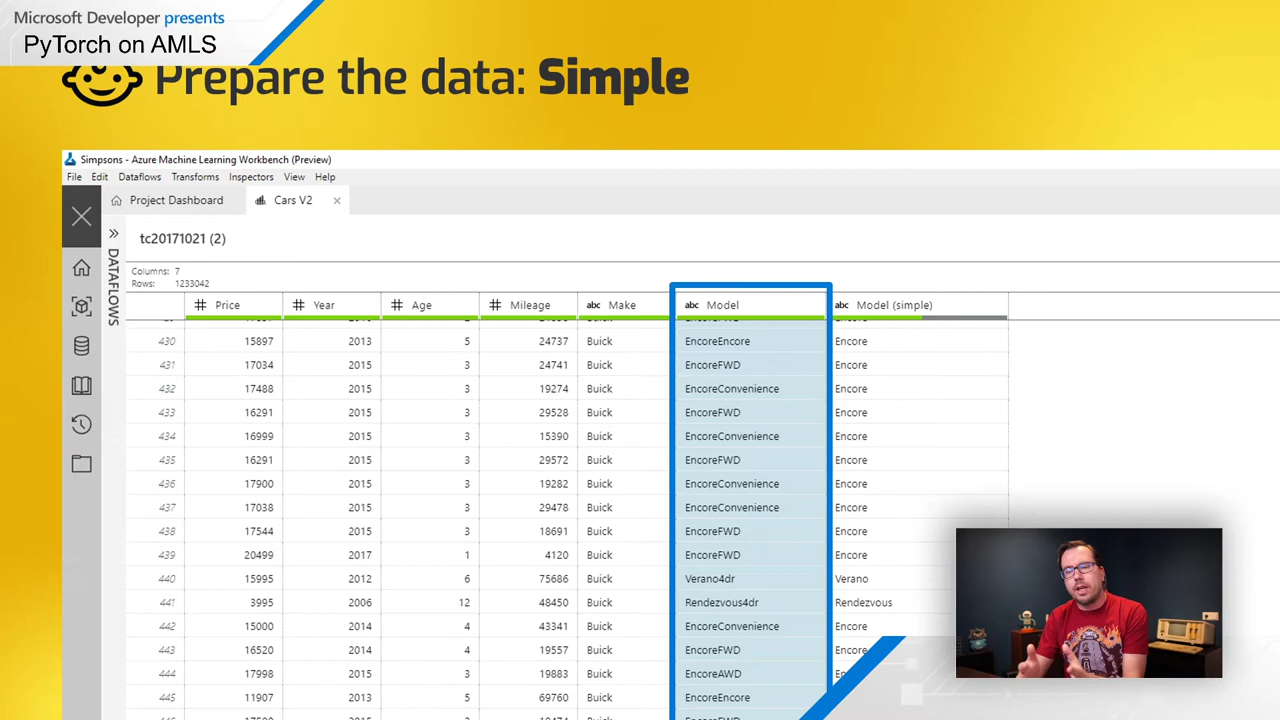 Microsoft Developer presents
PyTorch on AMLS
Prepare the data: Simple
Simpsons - Azure Machine Learning Workbench (Preview)
File Edit Dataflows Transforms Inspectors View Help
Project Dashboard Cars V2
tc20171021 (2)
DATAFLOWS
Columns: 7
Rows: 1233042
Price Year Age Mileage abc Make abc Model abc Model (simple)
430 15897 2013 5 24737 Buick EncoreEncore Encore
431 17034 2015 3 24741 Buick EncoreFWD Encore
432 17488 2015 3 19274 Buick EncoreConvenience Encore
433 16291 2015 3 29528 Buick EncoreFWD Encore
434 16999 2015 3 15390 Buick EncoreConvenience Encore
435 16291 2015 3 29572 Buick EncoreFWD Encore
436 17900 2015 3 19282 Buick EncoreConvenience Encore
437 17038 2015 3 29478 Buick EncoreConvenience Encore
438 17544 2015 3 18691 Buick EncoreFWD Encore
439 20499 2017 1 4120 Buick EncoreFWD Encore
440 15995 2012 6 75686 Buick Verano4dr Verano
441 3995 2006 12 48450 Buick Rendezvous4dr Rendezvous
442 15000 2014 4 43341 Buick EncoreConvenience Encore
443 16520 2014 4 19557 Buick EncoreFWD Encore
444 17998 2015 3 19883 Buick EncoreAWD
445 11907 2013 5 69760 Buick EncoreEncore